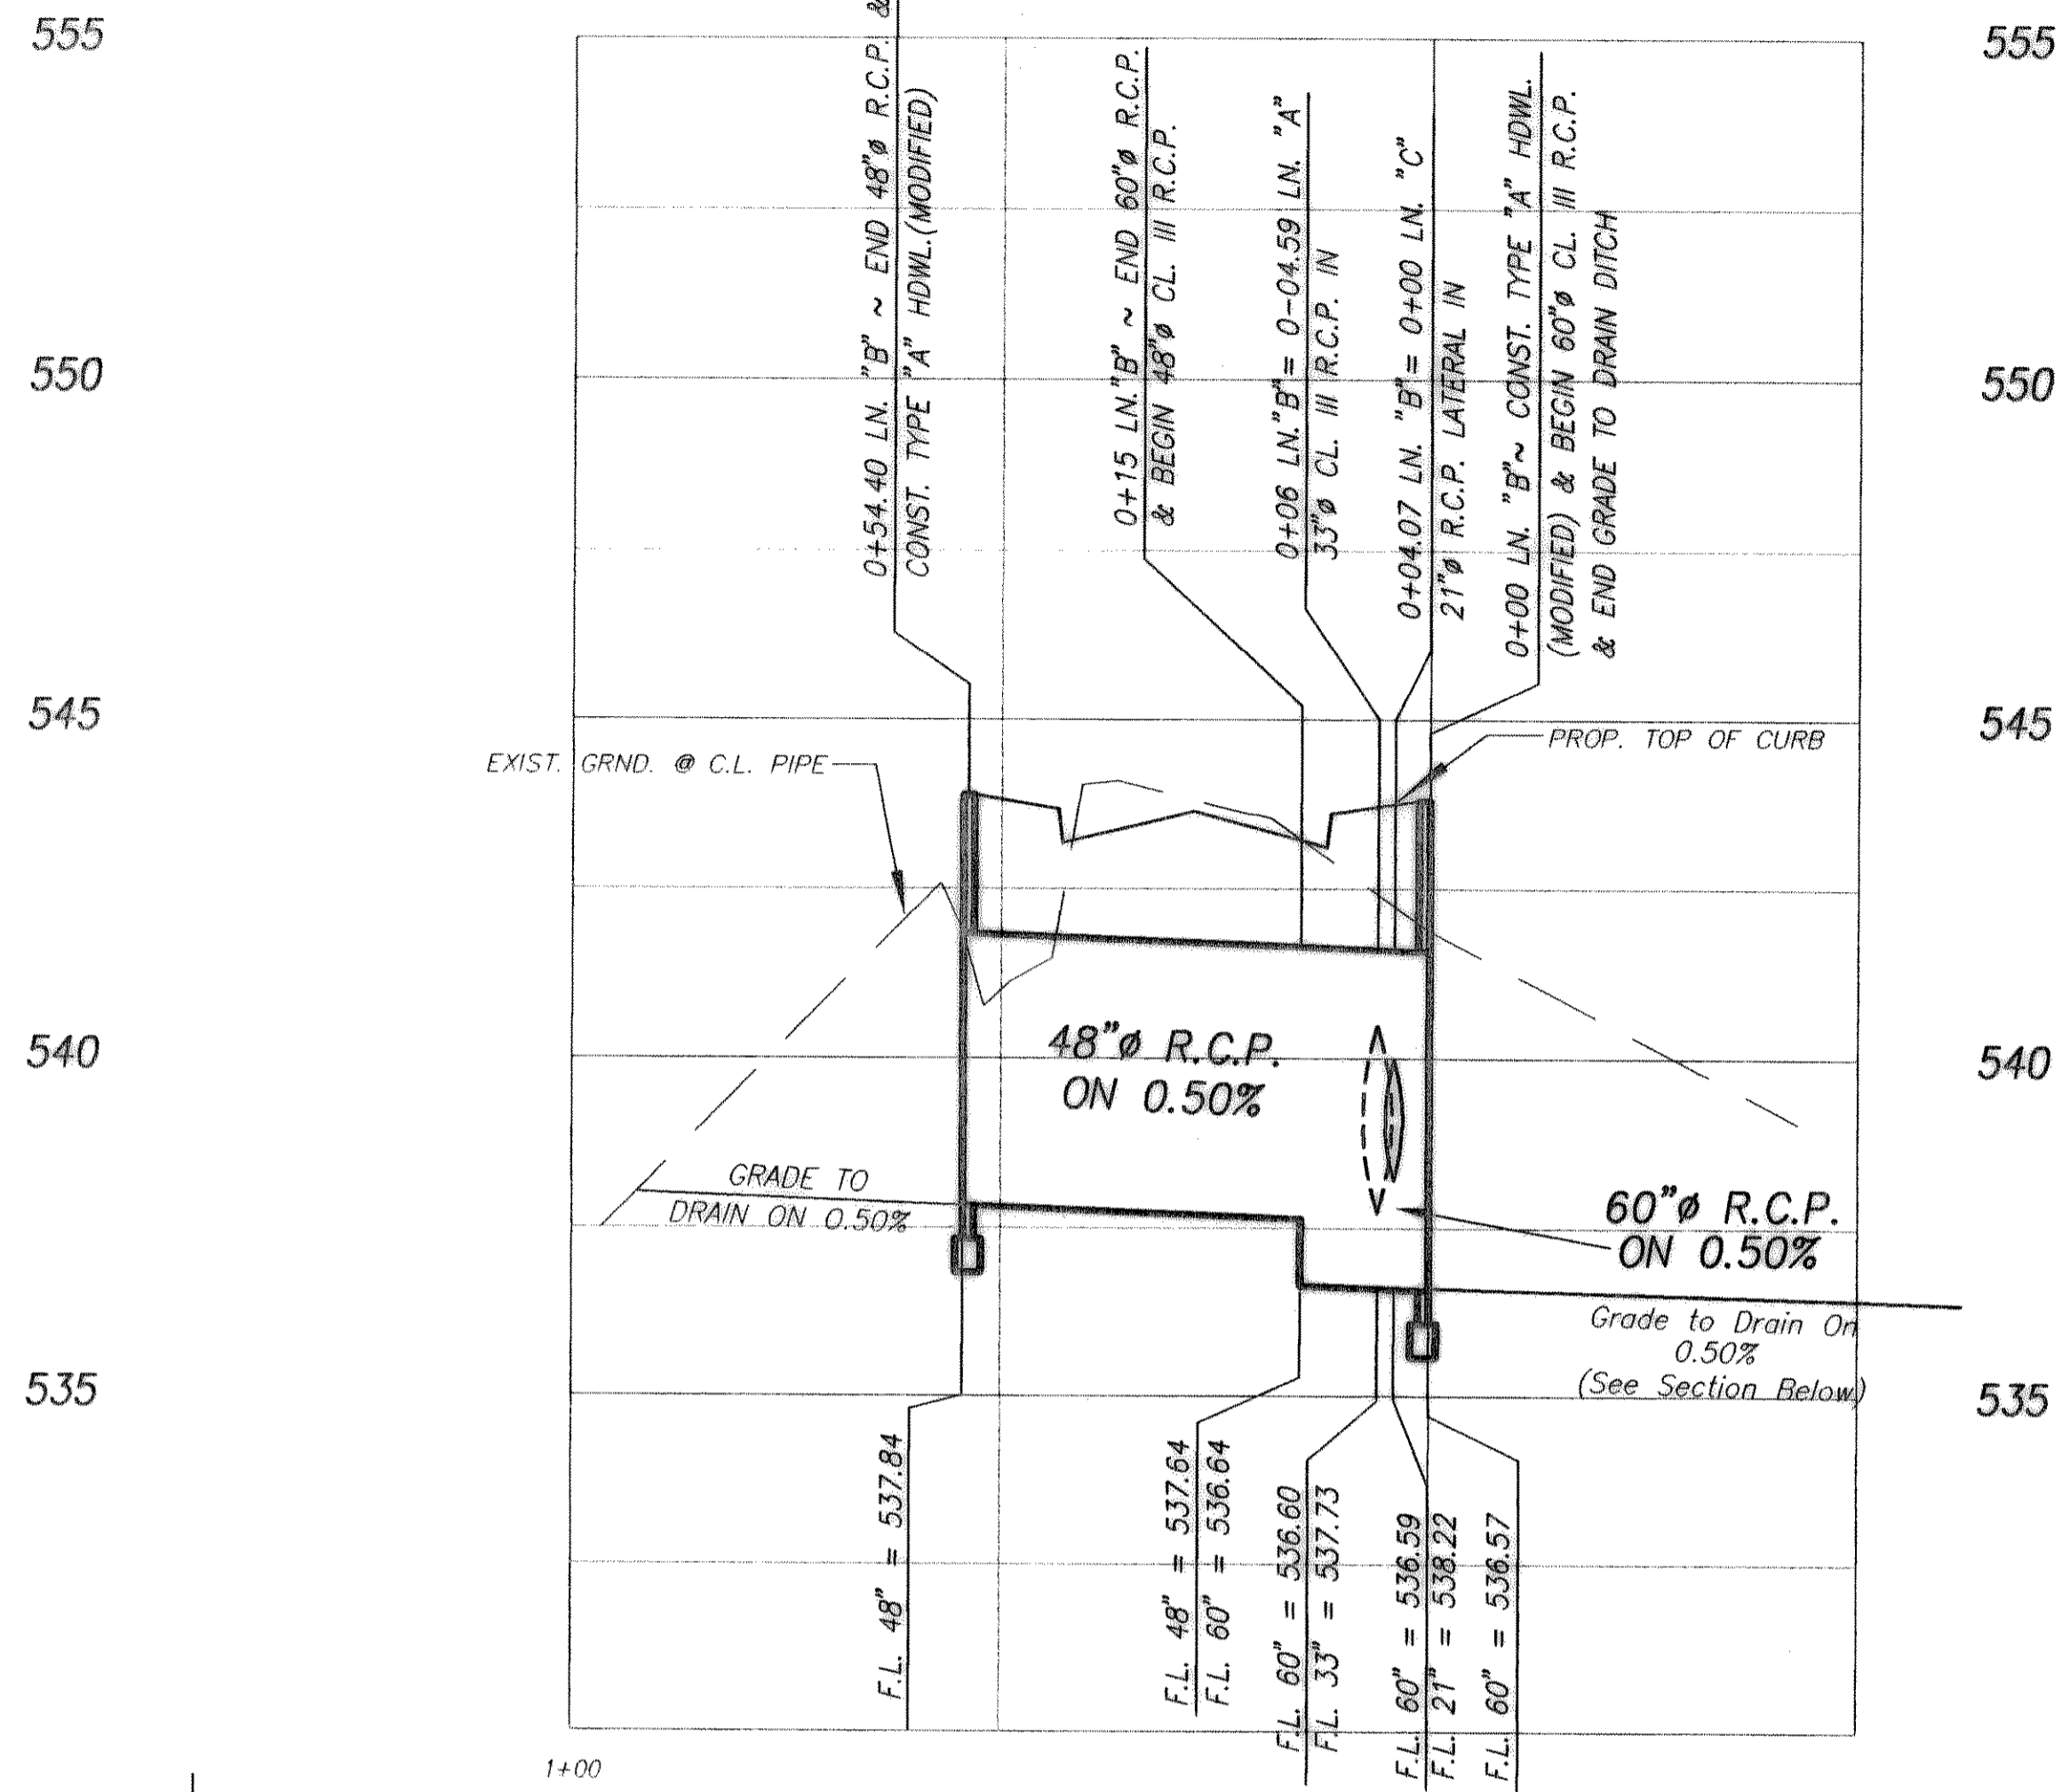 555
555
550
550
545
545
540
540
535
535
0+54.40 LN. "B" ~ END 48"ø R.C.P. &
CONST. TYPE "A" HDWL.(MODIFIED)
0+15 LN."B" ~ END 60"ø R.C.P.
& BEGIN 48"ø CL. III R.C.P.
0+06 LN."B"= 0-04.59 LN. "A"
33"ø CL. III R.C.P. IN
0+04.07 LN. "B"= 0+00 LN. "C"
21"ø R.C.P. LATERAL IN
0+00 LN. "B"~ CONST. TYPE "A" HDWL.
(MODIFIED) & BEGIN 60"ø CL. III R.C.P.
& END GRADE TO DRAIN DITCH
EXIST. GRND. @ C.L. PIPE
PROP. TOP OF CURB
48"ø R.C.P.
ON 0.50%
GRADE TO
DRAIN ON 0.50%
60"ø R.C.P.
ON 0.50%
Grade to Drain On
0.50%
(See Section Below)
F.L. 48" = 537.84
F.L. 48" = 537.64
F.L. 60" = 536.64
F.L. 60" = 536.60
F.L. 33" = 537.73
F.L. 60" = 536.59
F.L. 21" = 538.22
F.L. 60" = 536.57
1+00